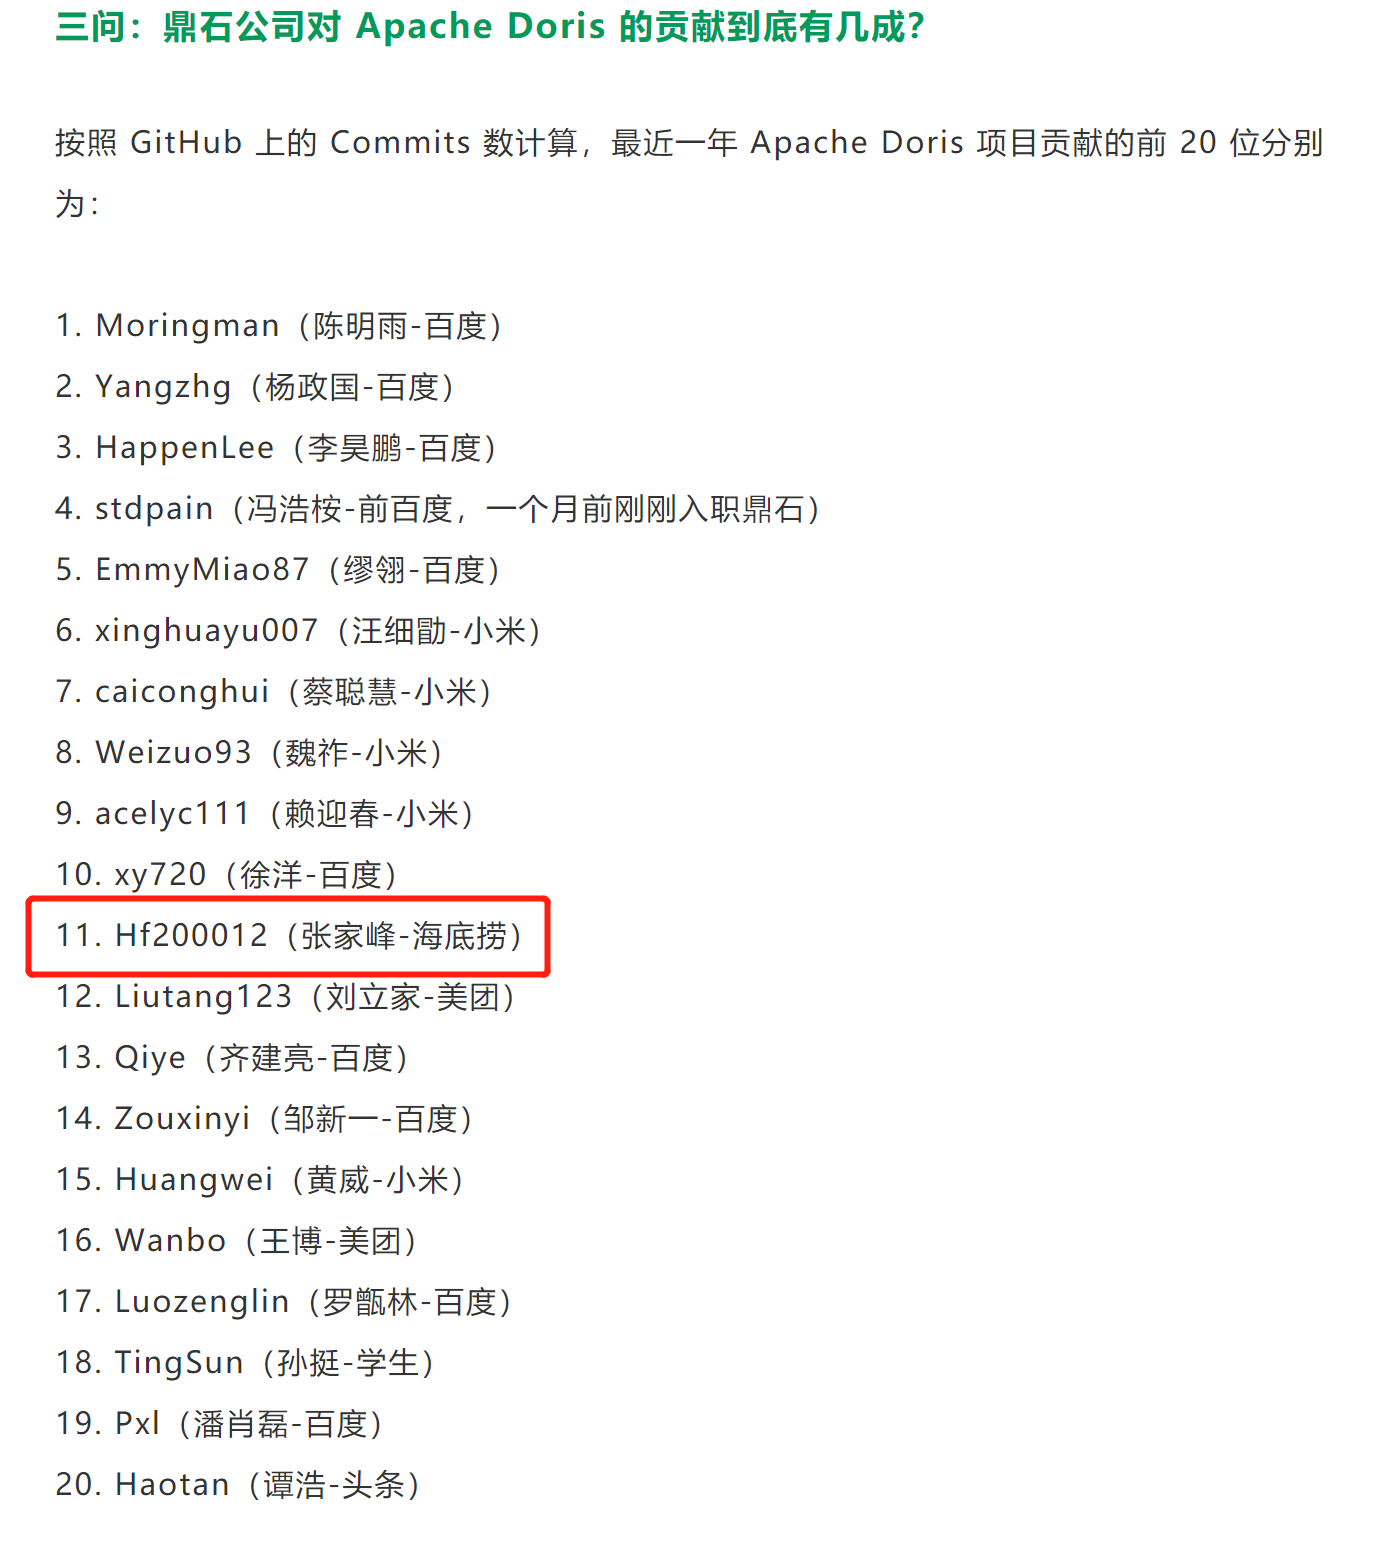 三问：鼎石公司对 Apache Doris 的贡献到底有几成？
按照 GitHub 上的 Commits 数计算，最近一年 Apache Doris 项目贡献的前 20 位分别
为：
1. Moringman（陈明雨-百度）
2. Yangzhg（杨政国-百度）
3. HappenLee（李昊鹏-百度）
4. stdpain（冯浩桉-前百度，一个月前刚刚入职鼎石）
5. EmmyMiao87（缪翎-百度）
6. xinghuayu007（汪细勖-小米）
7. caiconghui（蔡聪慧-小米）
8. Weizuo93（魏祚-小米）
9. acelyc111（赖迎春-小米）
10. xy720（徐洋-百度）
11. Hf200012（张家峰-海底捞）
12. Liutang123（刘立家-美团）
13. Qiye（齐建亮-百度）
14. Zouxinyi（邹新一-百度）
15. Huangwei（黄威-小米）
16. Wanbo（王博-美团）
17. Luozenglin（罗甑林-百度）
18. TingSun（孙挺-学生）
19. Pxl（潘肖磊-百度）
20. Haotan（谭浩-头条）